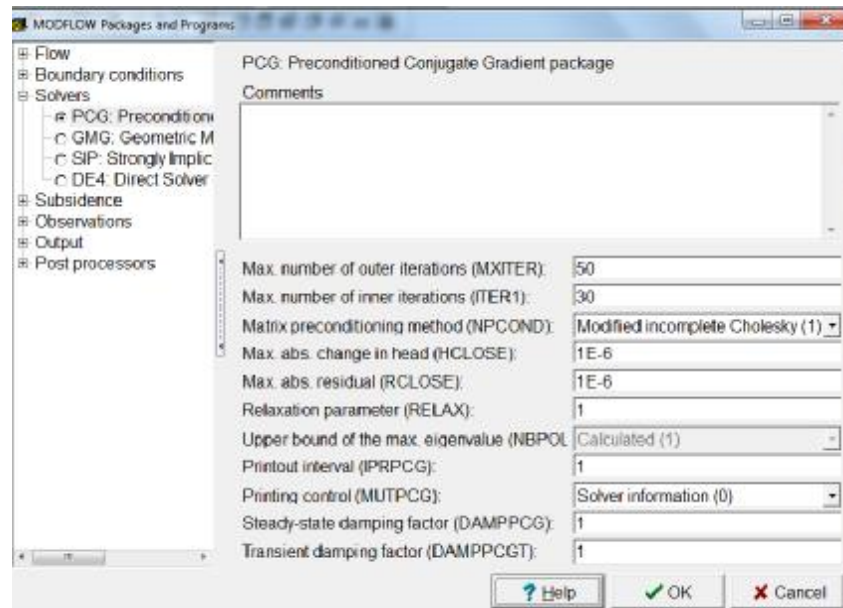 MODFLOW Packages and Programs
Flow
Boundary conditions
Solvers
PCG: Precondition
GMG: Geometric M
SIP: Strongly Implic
DE4: Direct Solver
Subsidence
Observations
Output
Post processors
PCG: Preconditioned Conjugate Gradient package
Comments
Max. number of outer iterations (MXITER): 50
Max. number of inner iterations (ITER1): 30
Matrix preconditioning method (NPCOND): Modified incomplete Cholesky (1)
Max. abs. change in head (HCLOSE): 1E-6
Max. abs. residual (RCLOSE): 1E-6
Relaxation parameter (RELAX): 1
Upper bound of the max. eigenvalue (NBPOL Calculated (1)
Printout interval (IPRPCG): 1
Printing control (MUTPCG): Solver information (0)
Steady-state damping factor (DAMPPCG): 1
Transient damping factor (DAMPPCGT): 1
? Help OK Cancel